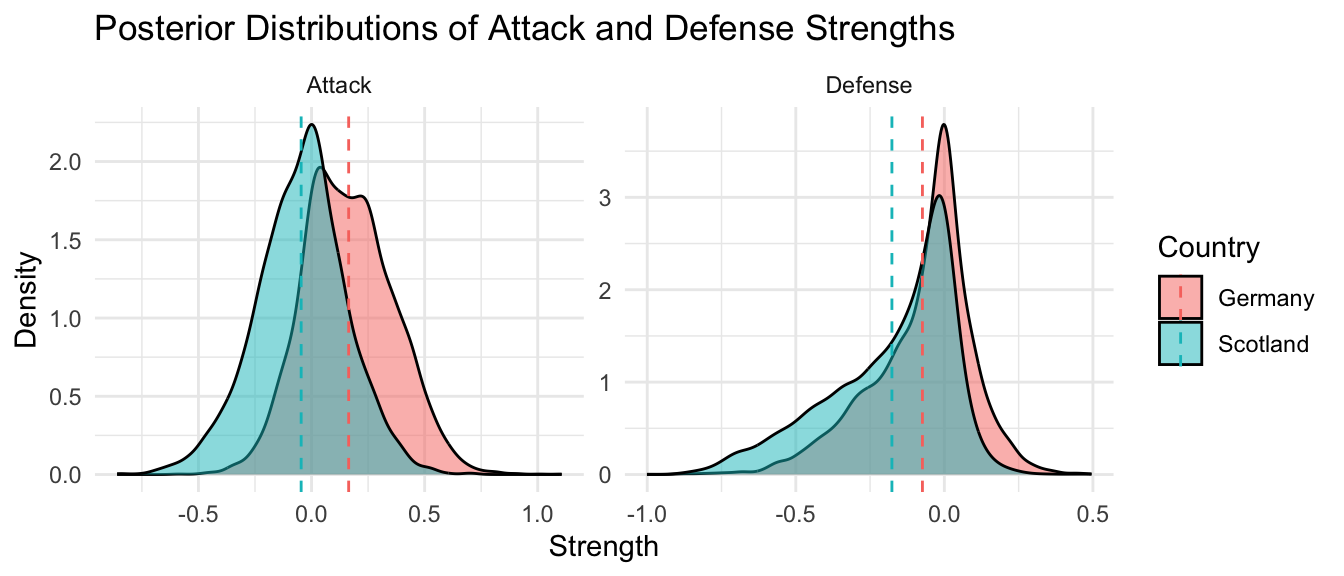 Posterior Distributions of Attack and Defense Strengths
Attack
Defense
Density
2.0
1.5
1.0
0.5
0.0
-0.5 0.0 0.5 1.0
3
2
1
0
-1.0 -0.5 0.0 0.5
Strength
Country
Germany
Scotland